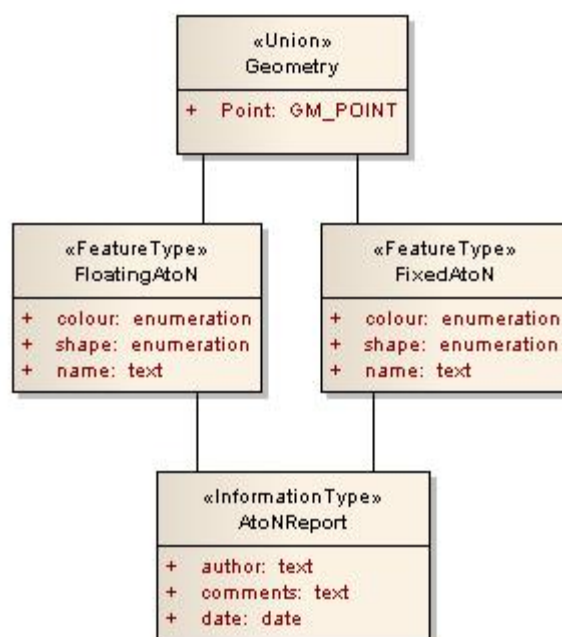 «Union»
Geometry
+ Point: GM_POINT
«FeatureType»
FloatingAtoN
+ colour: enumeration
+ shape: enumeration
+ name: text
«FeatureType»
FixedAtoN
+ colour: enumeration
+ shape: enumeration
+ name: text
«InformationType»
AtoNReport
+ author: text
+ comments: text
+ date: date